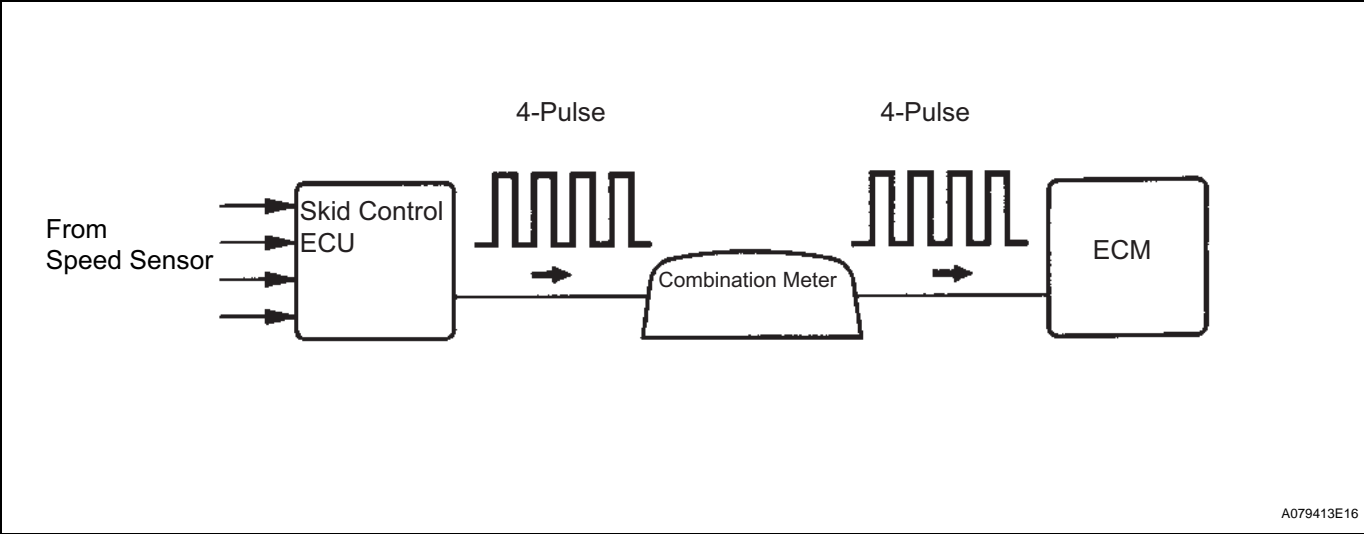 4-Pulse
4-Pulse
From
Speed Sensor
Skid Control
ECU
Combination Meter
ECM
A079413E16